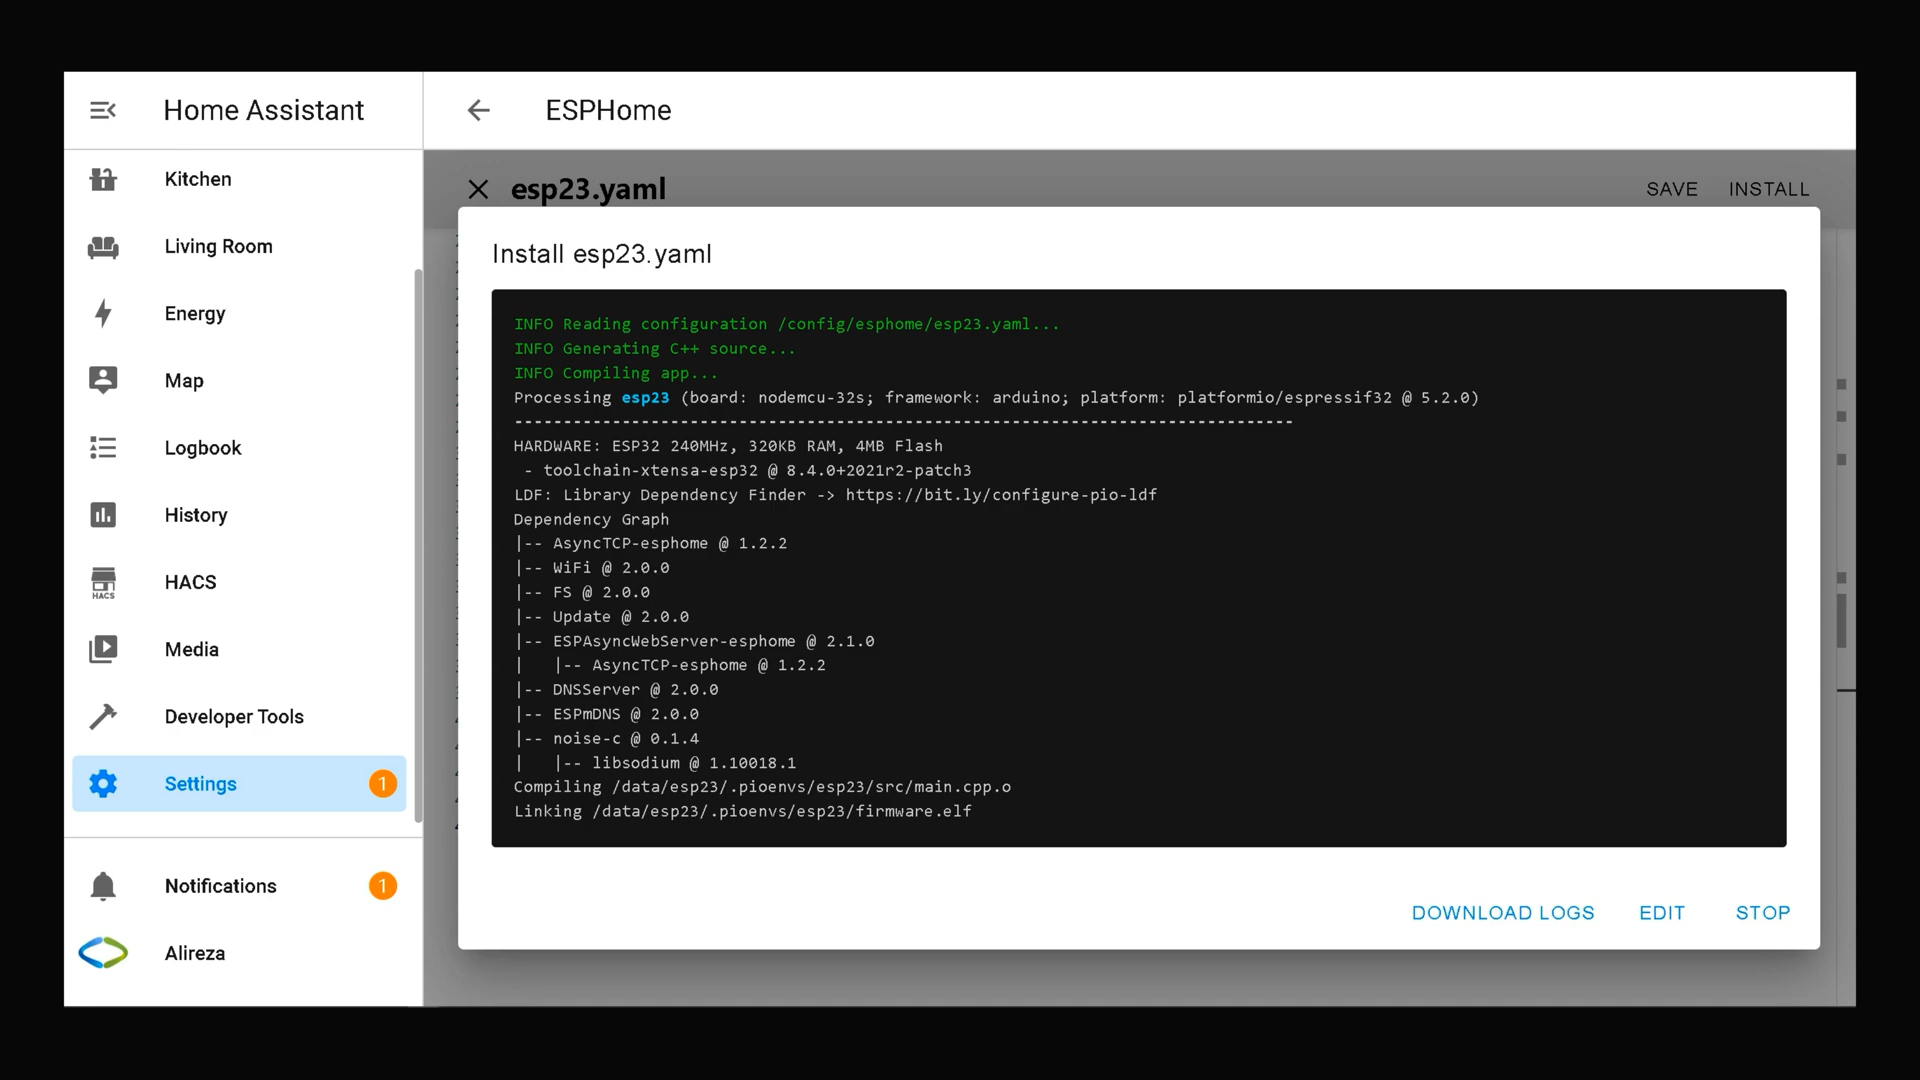 Home Assistant
ESPHome
Kitchen
Living Room
Energy
Map
Logbook
History
HACS
HACS
Media
Developer Tools
Settings
1
Notifications
1
Alireza
esp23.yaml
SAVE
INSTALL
Install esp23.yaml
INFO Reading configuration /config/esphome/esp23.yaml...
INFO Generating C++ source...
INFO Compiling app...
Processing esp23 (board: nodemcu-32s; framework: arduino; platform: platformio/espressif32 @ 5.2.0)
--------------------------------------------------------------------------------
HARDWARE: ESP32 240MHz, 320KB RAM, 4MB Flash
- toolchain-xtensa-esp32 @ 8.4.0+2021r2-patch3
LDF: Library Dependency Finder -> https://bit.ly/configure-pio-ldf
Dependency Graph
|-- AsyncTCP-esphome @ 1.2.2
|-- WiFi @ 2.0.0
|-- FS @ 2.0.0
|-- Update @ 2.0.0
|-- ESPAsyncWebServer-esphome @ 2.1.0
|   |-- AsyncTCP-esphome @ 1.2.2
|-- DNSServer @ 2.0.0
|-- ESPmDNS @ 2.0.0
|-- noise-c @ 0.1.4
|   |-- libsodium @ 1.10018.1
Compiling /data/esp23/.pioenvs/esp23/src/main.cpp.o
Linking /data/esp23/.pioenvs/esp23/firmware.elf
DOWNLOAD LOGS
EDIT
STOP